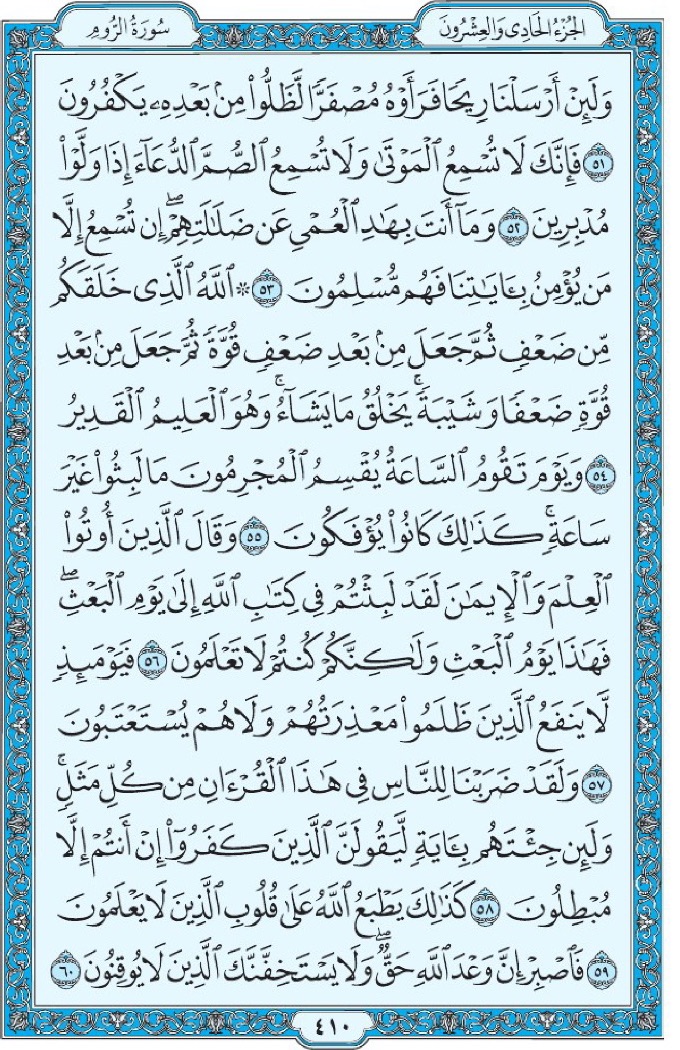 الجُزْءُ الحَادِي وَالعِشْرُونَ
سُورَةُ الرُّومِ
وَلَئِنْ أَرْسَلْنَا رِيحًا فَرَأَوْهُ مُصْفَرًّا لَّظَلُّوا۟ مِنۢ بَعْدِهِۦ يَكْفُرُونَ
٥١ فَإِنَّكَ لَا تُسْمِعُ ٱلْمَوْتَىٰ وَلَا تُسْمِعُ ٱلصُّمَّ ٱلدُّعَآءَ إِذَا وَلَّوْا۟
مُدْبِرِينَ ٥٢ وَمَآ أَنتَ بِهَٰدِ ٱلْعُمْىِ عَن ضَلَٰلَتِهِمْ ۖ إِن تُسْمِعُ إِلَّا
مَن يُؤْمِنُ بِـَٔايَٰتِنَا فَهُم مُّسْلِمُونَ ٥٣ ۞ ٱللَّهُ ٱلَّذِى خَلَقَكُم
مِّن ضَعْفٍ ثُمَّ جَعَلَ مِنۢ بَعْدِ ضَعْفٍ قُوَّةً ثُمَّ جَعَلَ مِنۢ بَعْدِ
قُوَّةٍ ضَعْفًا وَشَيْبَةً ۚ يَخْلُقُ مَا يَشَآءُ ۚ وَهُوَ ٱلْعَلِيمُ ٱلْقَدِيرُ
٥٤ وَيَوْمَ تَقُومُ ٱلسَّاعَةُ يُقْسِمُ ٱلْمُجْرِمُونَ مَا لَبِثُوا۟ غَيْرَ
سَاعَةٍ ۚ كَذَٰلِكَ كَانُوا۟ يُؤْفَكُونَ ٥٥ وَقَالَ ٱلَّذِينَ أُوتُوا۟
ٱلْعِلْمَ وَٱلْإِيمَٰنَ لَقَدْ لَبِثْتُمْ فِى كِتَٰبِ ٱللَّهِ إِلَىٰ يَوْمِ ٱلْبَعْثِ ۖ
فَهَٰذَا يَوْمُ ٱلْبَعْثِ وَلَٰكِنَّكُمْ كُنتُمْ لَا تَعْلَمُونَ ٥٦ فَيَوْمَئِذٍ
لَّا يَنفَعُ ٱلَّذِينَ ظَلَمُوا۟ مَعْذِرَتُهُمْ وَلَا هُمْ يُسْتَعْتَبُونَ
٥٧ وَلَقَدْ ضَرَبْنَا لِلنَّاسِ فِى هَٰذَا ٱلْقُرْءَانِ مِن كُلِّ مَثَلٍ ۚ
وَلَئِن جِئْتَهُم بِـَٔايَةٍ لَّيَقُولَنَّ ٱلَّذِينَ كَفَرُوٓا۟ إِنْ أَنتُمْ إِلَّا
مُبْطِلُونَ ٥٨ كَذَٰلِكَ يَطْبَعُ ٱللَّهُ عَلَىٰ قُلُوبِ ٱلَّذِينَ لَا يَعْلَمُونَ
٥٩ فَٱصْبِرْ إِنَّ وَعْدَ ٱللَّهِ حَقٌّ ۖ وَلَا يَسْتَخِفَّنَّكَ ٱلَّذِينَ لَا يُوقِنُونَ ٦٠
٤١٠